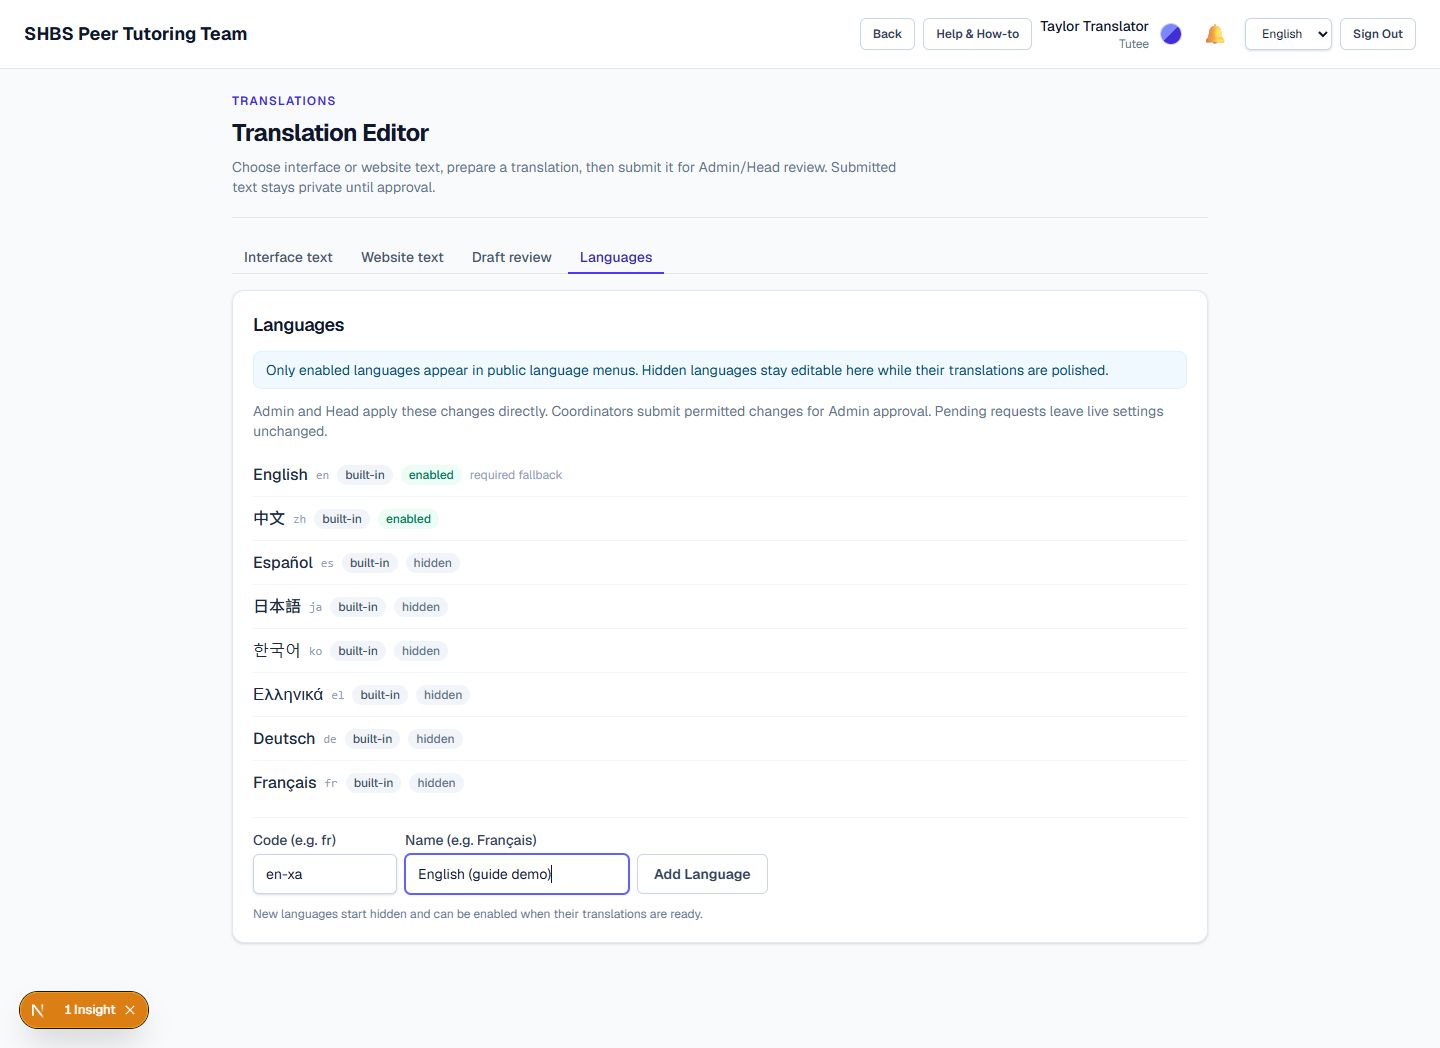 SHBS Peer Tutoring Team
Back
Help & How-to
Taylor Translator
Tutee
English
Sign Out
TRANSLATIONS
Translation Editor
Choose interface or website text, prepare a translation, then submit it for Admin/Head review. Submitted
text stays private until approval.
Interface text
Website text
Draft review
Languages
Languages
Only enabled languages appear in public language menus. Hidden languages stay editable here while their translations are polished.
Admin and Head apply these changes directly. Coordinators submit permitted changes for Admin approval. Pending requests leave live settings
unchanged.
English en built-in enabled required fallback
中文 zh built-in enabled
Español es built-in hidden
日本語 ja built-in hidden
한국어 ko built-in hidden
Ελληνικά el built-in hidden
Deutsch de built-in hidden
Français fr built-in hidden
Code (e.g. fr)
Name (e.g. Français)
en-xa
English (guide demo)
Add Language
New languages start hidden and can be enabled when their translations are ready.
N 1 Insight